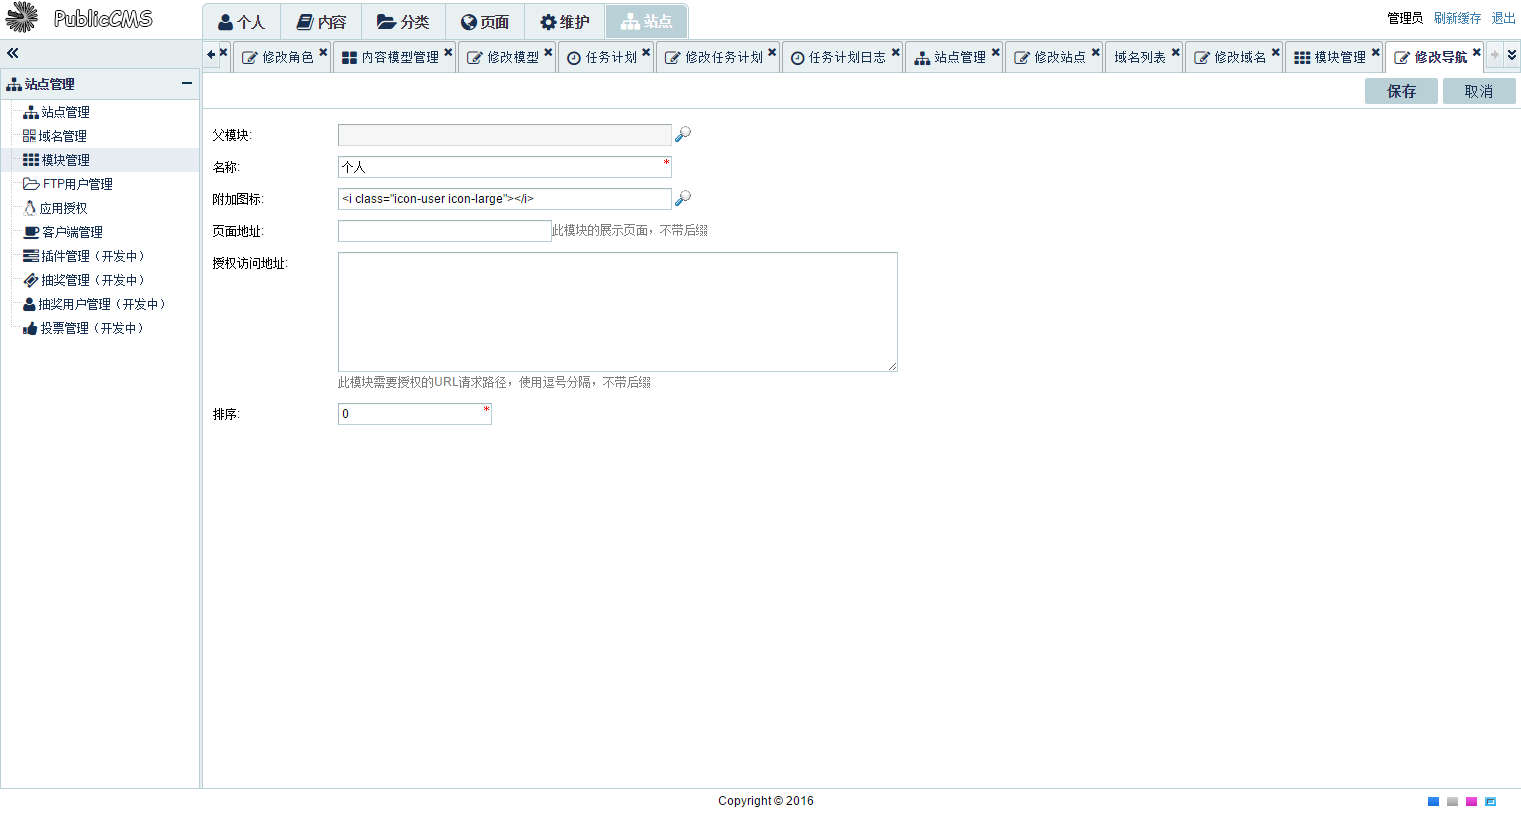 PublicCMS
个人 内容 分类 页面 维护 站点
管理员 刷新缓存 退出
修改角色 内容模型管理 修改模型 任务计划 修改任务计划 任务计划日志 站点管理 修改站点 域名列表 修改域名 模块管理 修改导航
站点管理
站点管理
域名管理
模块管理
FTP用户管理
应用授权
客户端管理
插件管理（开发中）
抽奖管理（开发中）
抽奖用户管理（开发中）
投票管理（开发中）
保存 取消
父模块:
名称: 个人 *
附加图标: <i class="icon-user icon-large"></i>
页面地址: 此模块的展示页面，不带后缀
授权访问地址:
此模块需要授权的URL请求路径，使用逗号分隔，不带后缀
排序: 0 *
Copyright © 2016